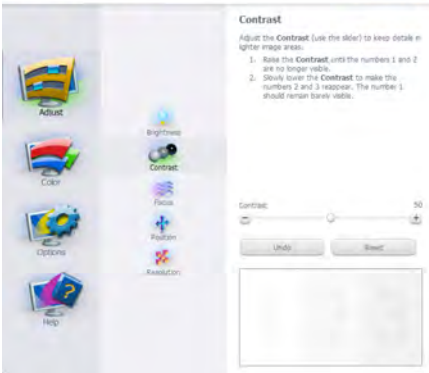 Contrast
Adjust the Contrast (use the slider) to keep details in
lighter image areas.
1. Raise the Contrast until the numbers 1 and 2
are no longer visible.
2. Slowly lower the Contrast to make the
numbers 2 and 3 reappear. The number 1
should remain barely visible.
Adjust
Color
Options
Help
Brightness
Contrast
Focus
Position
Resolution
Contrast: 50
Undo Reset